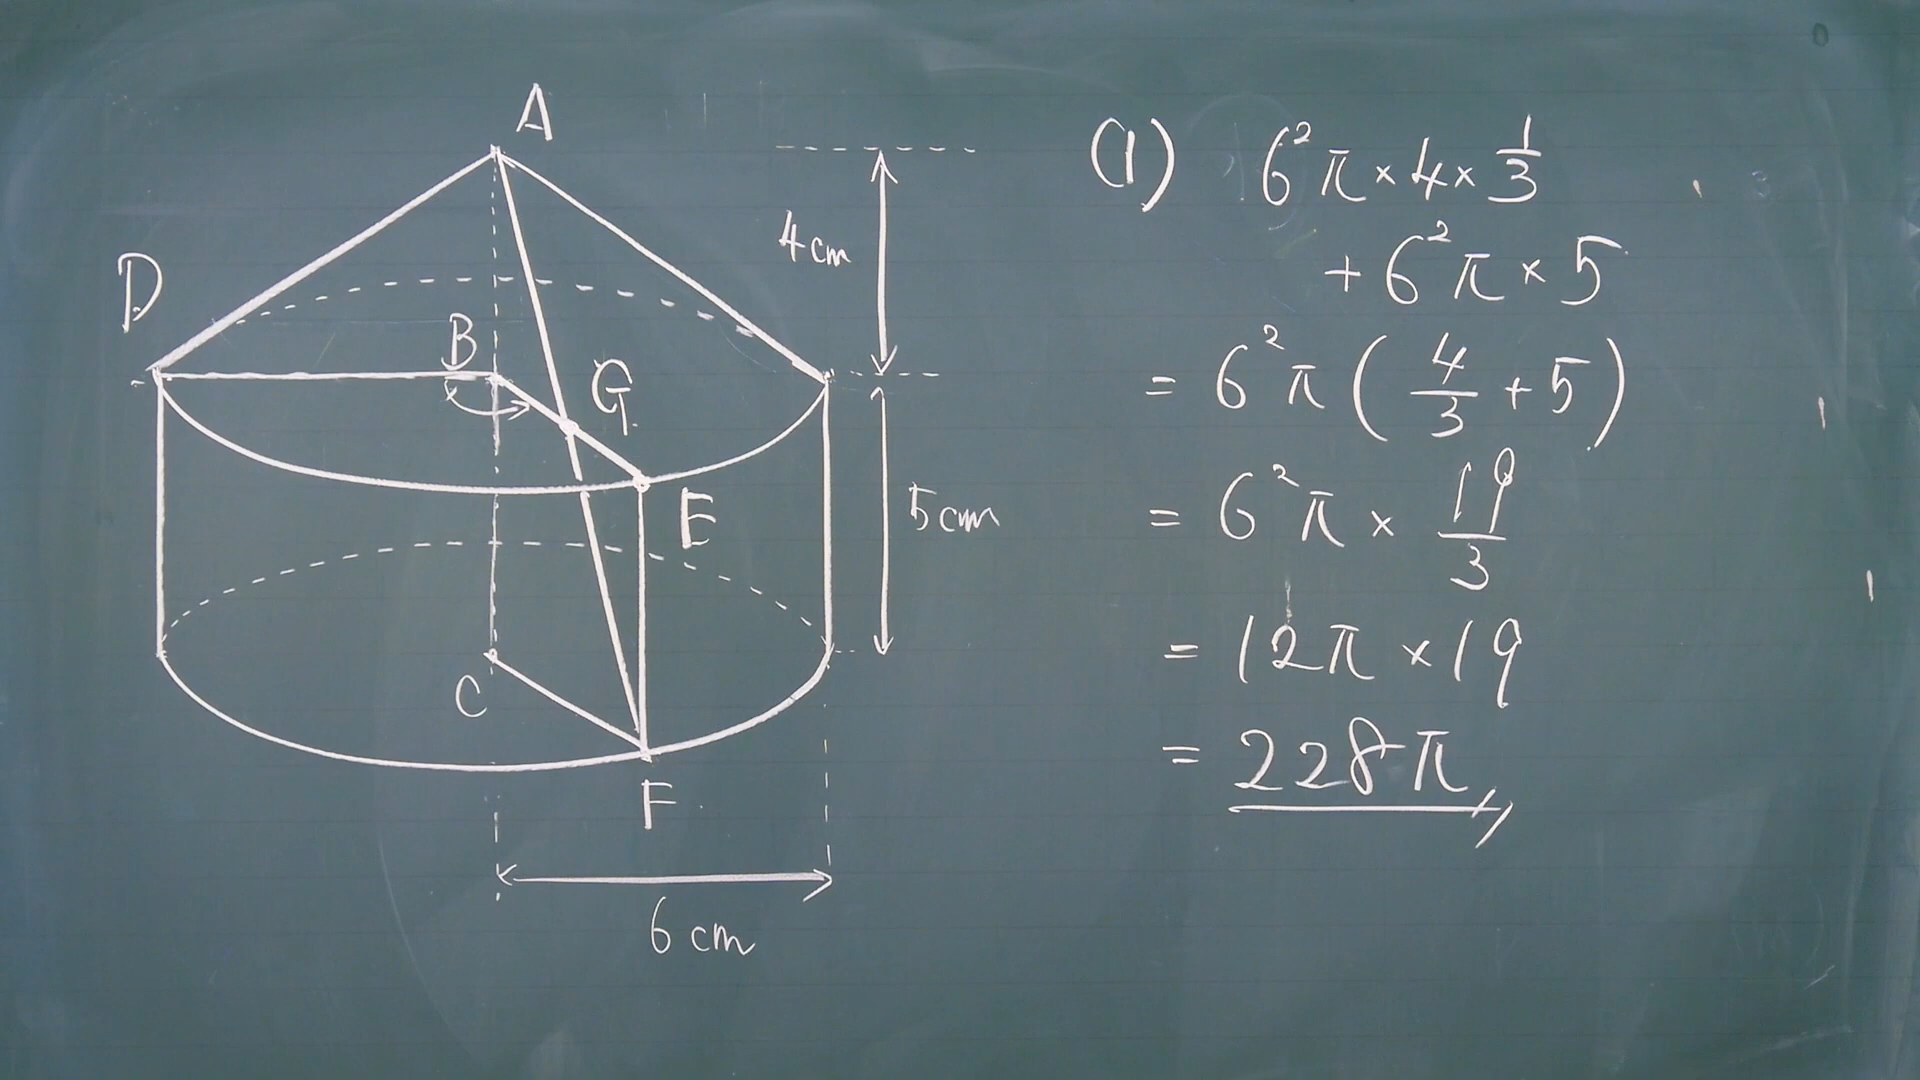 A
D
B
G
E
C
F
4cm
5cm
6cm
(1) 6²π×4×1/3
+6²π×5
= 6²π(4/3+5)
= 6²π×19/3
= 12π×19
= 228π